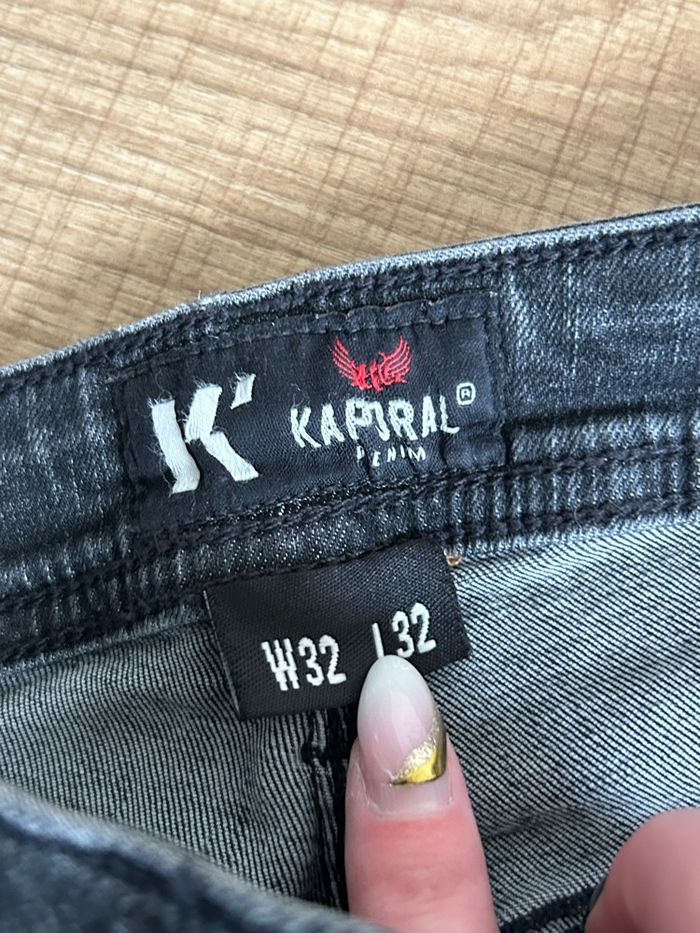 K'
KAPORAL®
DENIM
W32 L32